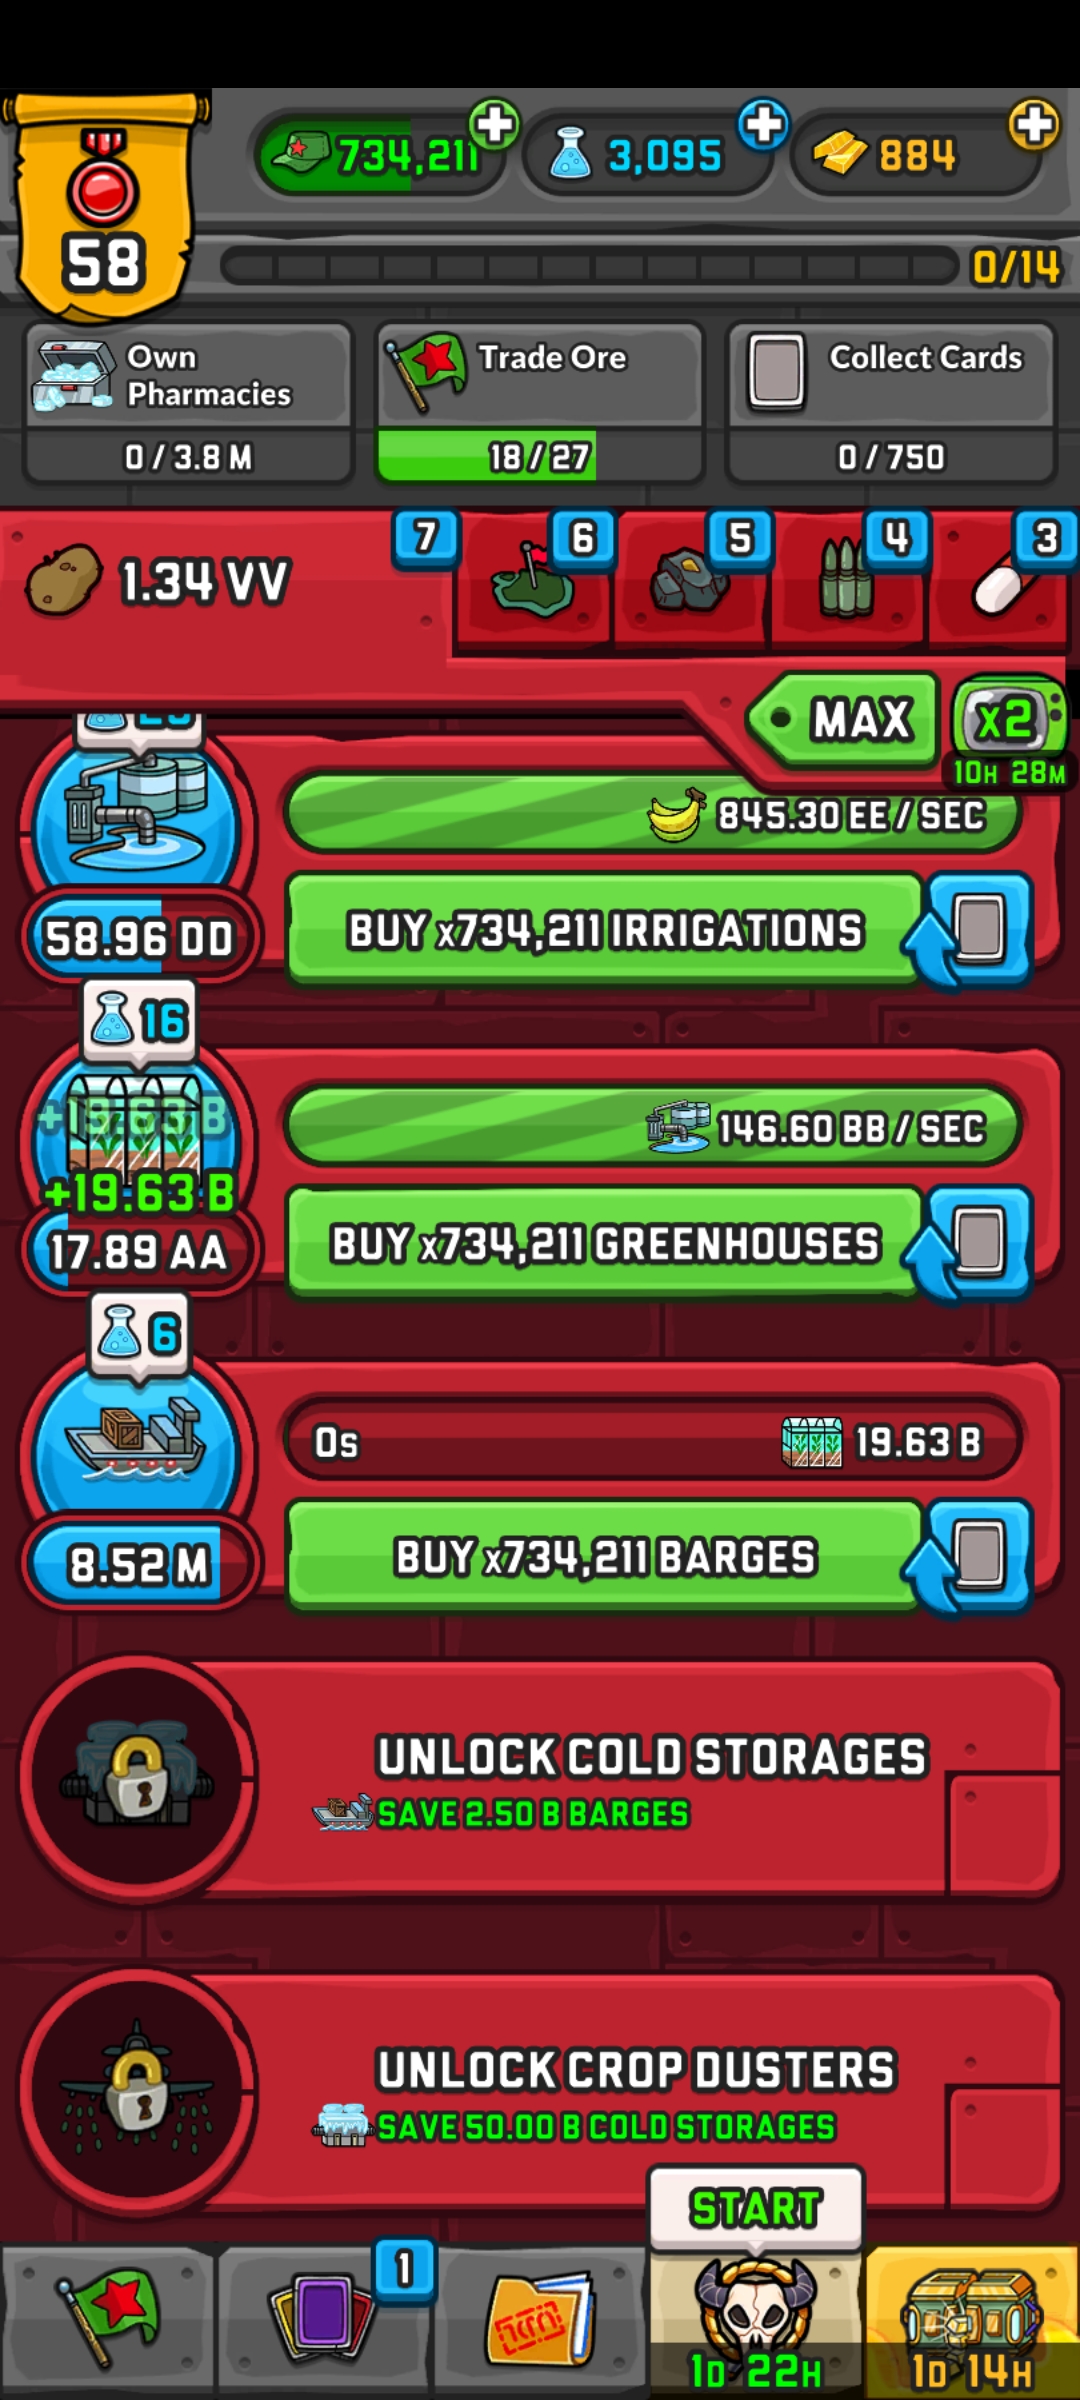 734,211
3,095
884
58
0/14
Own
Pharmacies
0 / 3.8 M
Trade Ore
18 / 27
Collect Cards
0 / 750
1.34 VV
7
6
5
4
3
MAX
x2
10H 28M
845.30 EE / SEC
58.96 DD
BUY x734,211 IRRIGATIONS
16
+19.63 B
+19.63 B
146.60 BB / SEC
17.89 AA
BUY x734,211 GREENHOUSES
6
0s
19.63 B
8.52 M
BUY x734,211 BARGES
UNLOCK COLD STORAGES
SAVE 2.50 B BARGES
UNLOCK CROP DUSTERS
SAVE 50.00 B COLD STORAGES
START
1
1D 22H
1D 14H